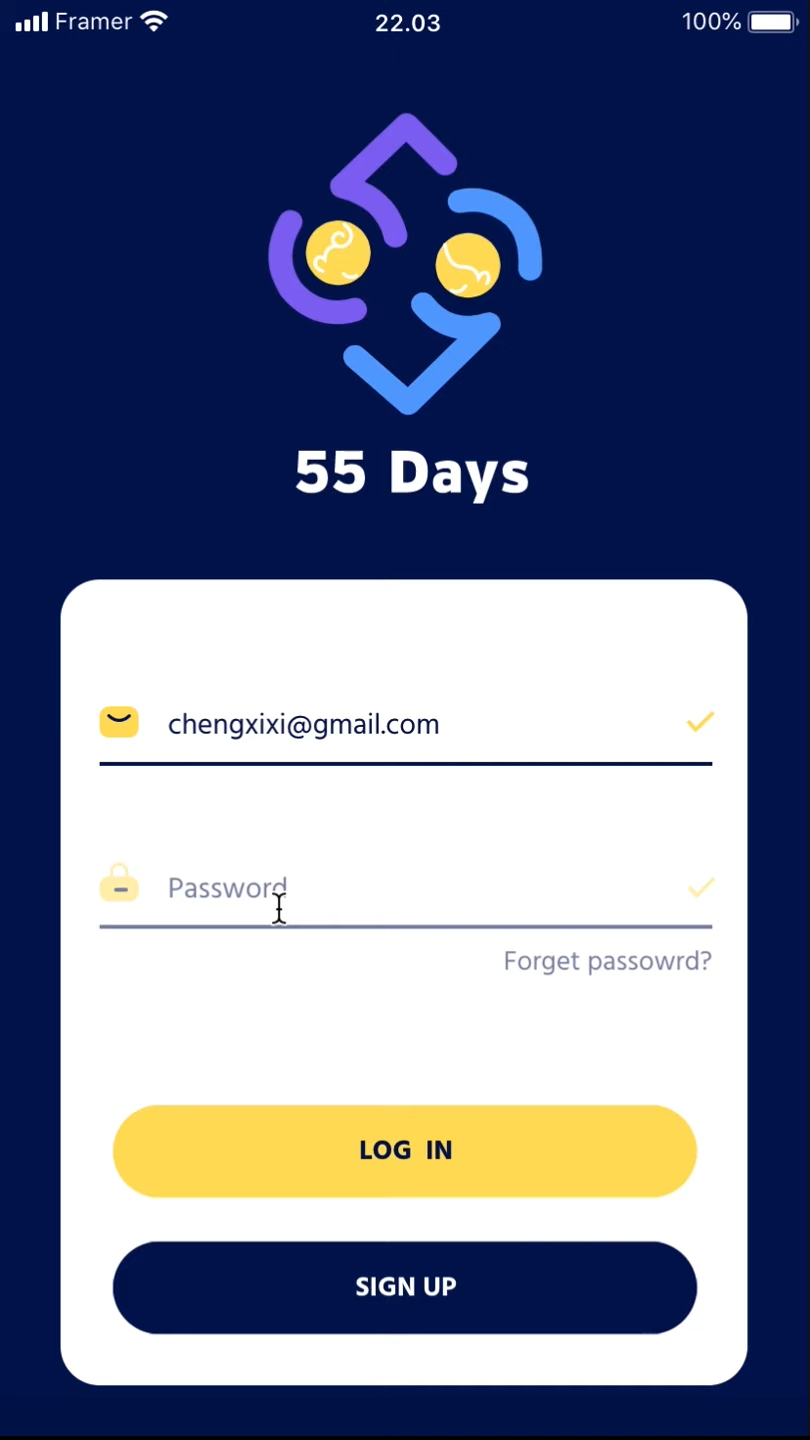 Framer 22.03 100%
55 Days
chengxixi@gmail.com
Password
Forget passowrd?
LOG IN
SIGN UP